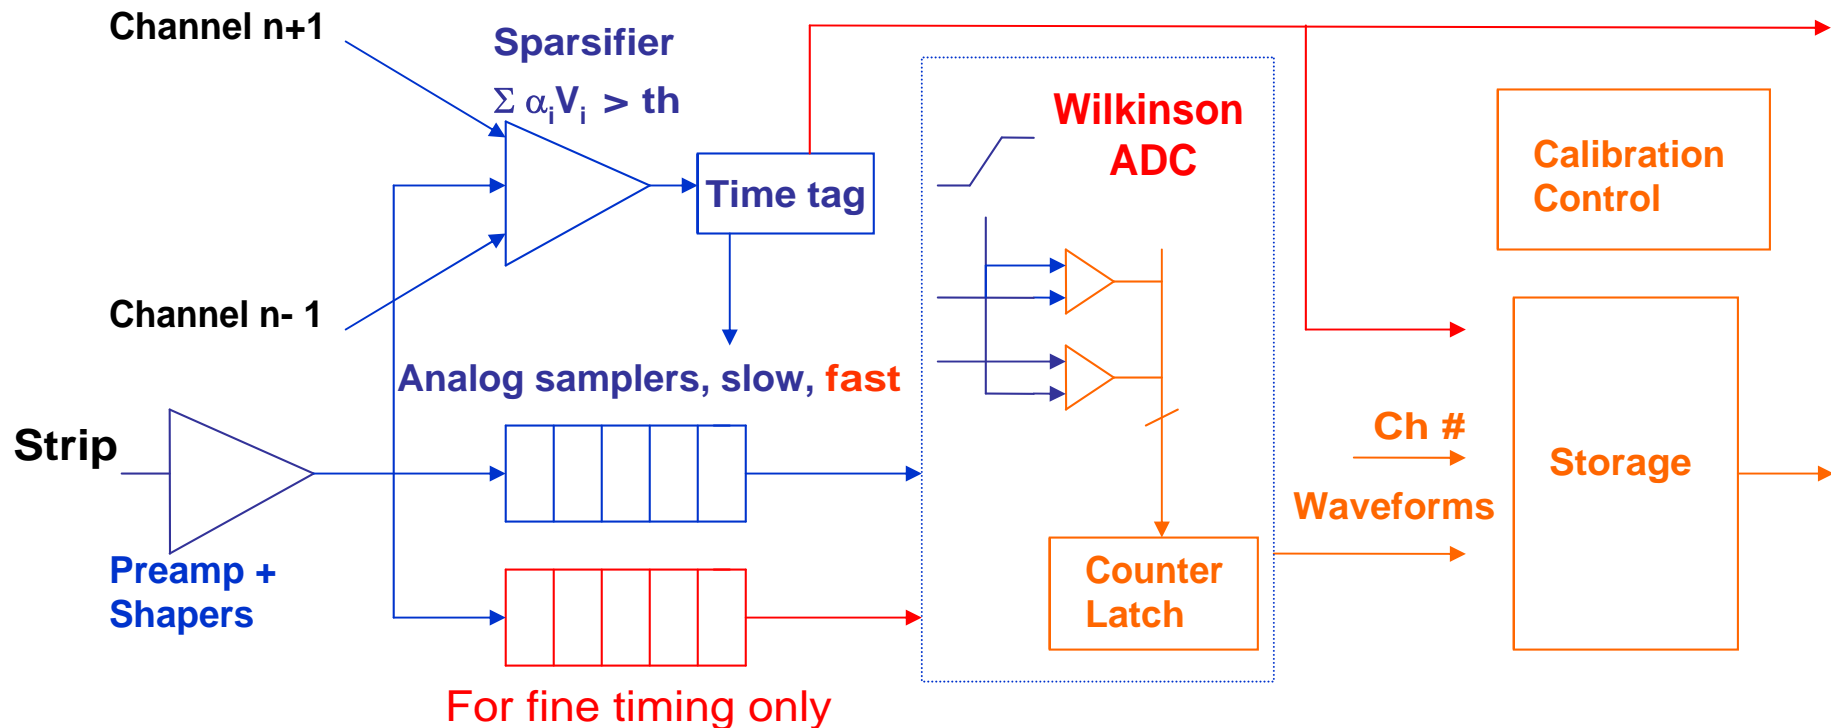 Channel n+1
Sparsifier
Σ αiVi > th
Wilkinson
ADC
Calibration
Control
Time tag
Channel n- 1
Analog samplers, slow, fast
Strip
Ch #
Storage
Waveforms
Preamp +
Shapers
Counter
Latch
For fine timing only